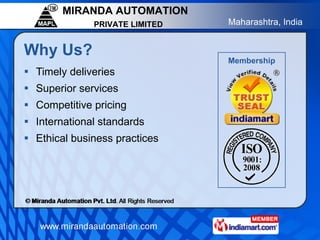 TM
MAPL
MIRANDA AUTOMATION
PRIVATE LIMITED
Maharashtra, India
Why Us?
Timely deliveries
Superior services
Competitive pricing
International standards
Ethical business practices
Membership
View Verified Details
®
TRUST
SEAL
indiamart
REGISTERED COMPANY
ISO
9001:
2008
© Miranda Automation Pvt. Ltd. All Rights Reserved
www.mirandaautomation.com
MEMBER
indiamart.com